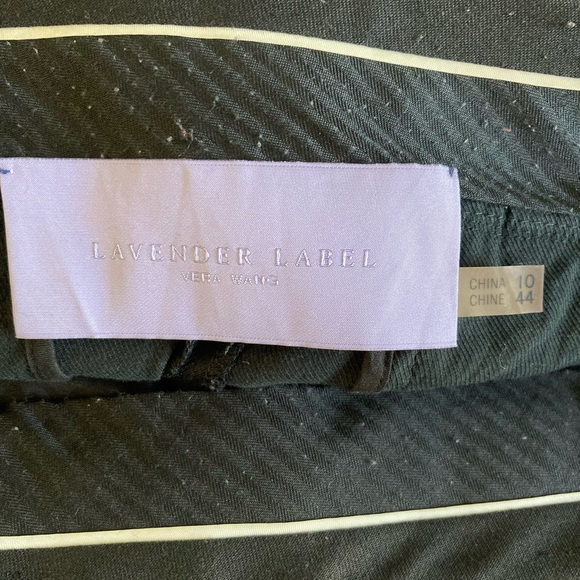 LAVENDER LABEL
VERA WANG
CHINA 10
CHINE 44